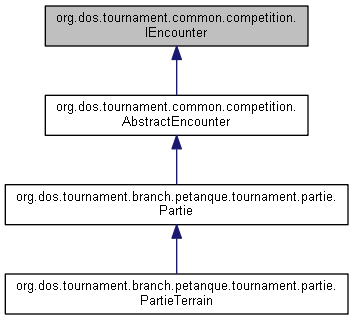 org.dos.tournament.common.competition.
IEncounter
org.dos.tournament.common.competition.
AbstractEncounter
org.dos.tournament.branch.petanque.tournament.partie.
Partie
org.dos.tournament.branch.petanque.tournament.partie.
PartieTerrain